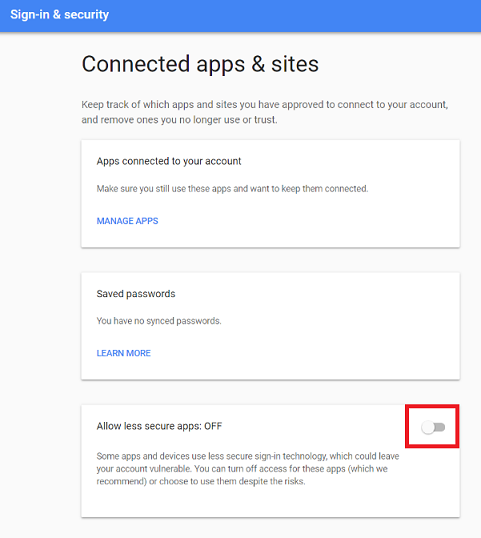 Sign-in & security
Connected apps & sites
Keep track of which apps and sites you have approved to connect to your account,
and remove ones you no longer use or trust.
Apps connected to your account
Make sure you still use these apps and want to keep them connected.
MANAGE APPS
Saved passwords
You have no synced passwords.
LEARN MORE
Allow less secure apps: OFF
Some apps and devices use less secure sign-in technology, which could leave
your account vulnerable. You can turn off access for these apps (which we
recommend) or choose to use them despite the risks.